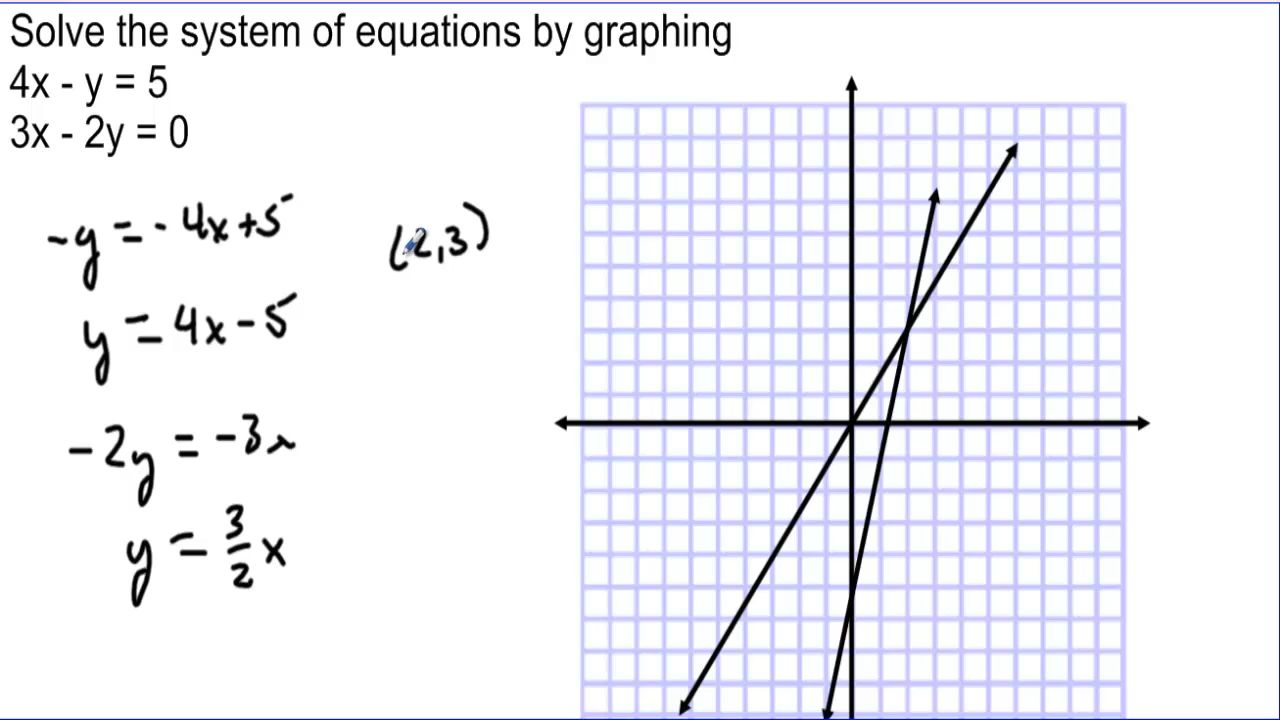 Solve the system of equations by graphing
4x - y = 5
3x - 2y = 0
-y = -4x+5
(2,3)
y = 4x-5
-2y = -3x
y = 3/2 x